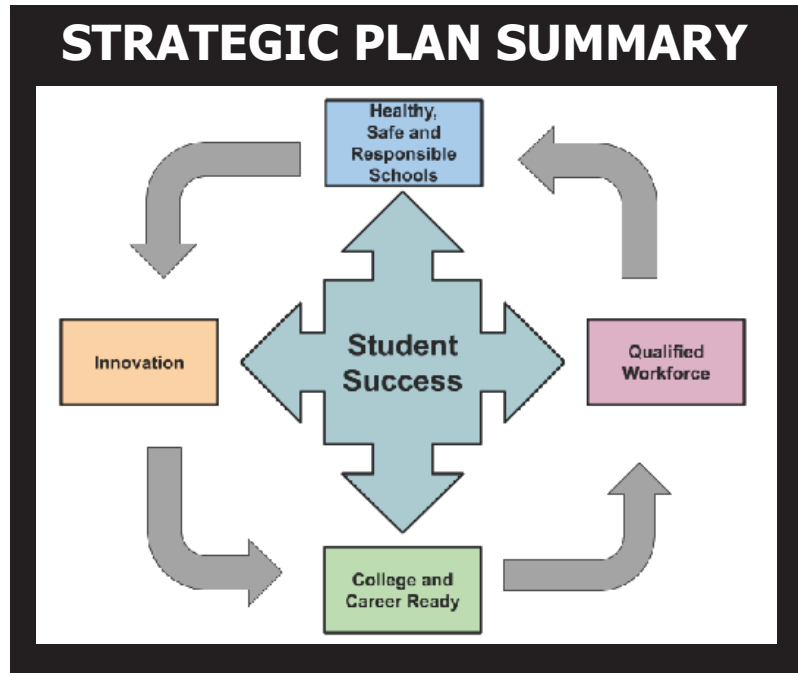 STRATEGIC PLAN SUMMARY
Healthy,
Safe and
Responsible
Schools
Innovation
Student
Success
Qualified
Workforce
College and
Career Ready